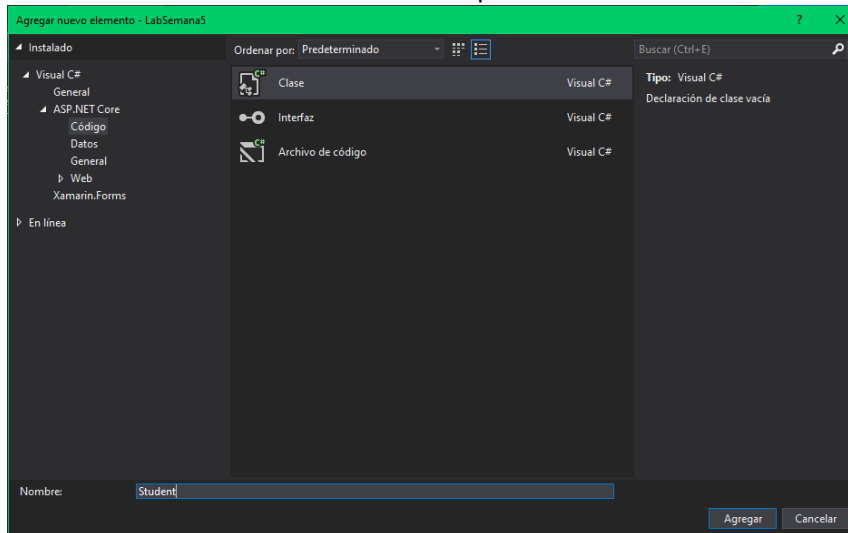 Agregar nuevo elemento - LabSemana5
? X
Instalado
Ordenar por: Predeterminado
Buscar (Ctrl+E)
Visual C#
General
ASP.NET Core
Código
Datos
General
Web
Xamarin.Forms
En línea
C# Clase Visual C#
Interfaz Visual C#
C# Archivo de código Visual C#
Tipo: Visual C#
Declaración de clase vacía
Nombre: Student
Agregar Cancelar